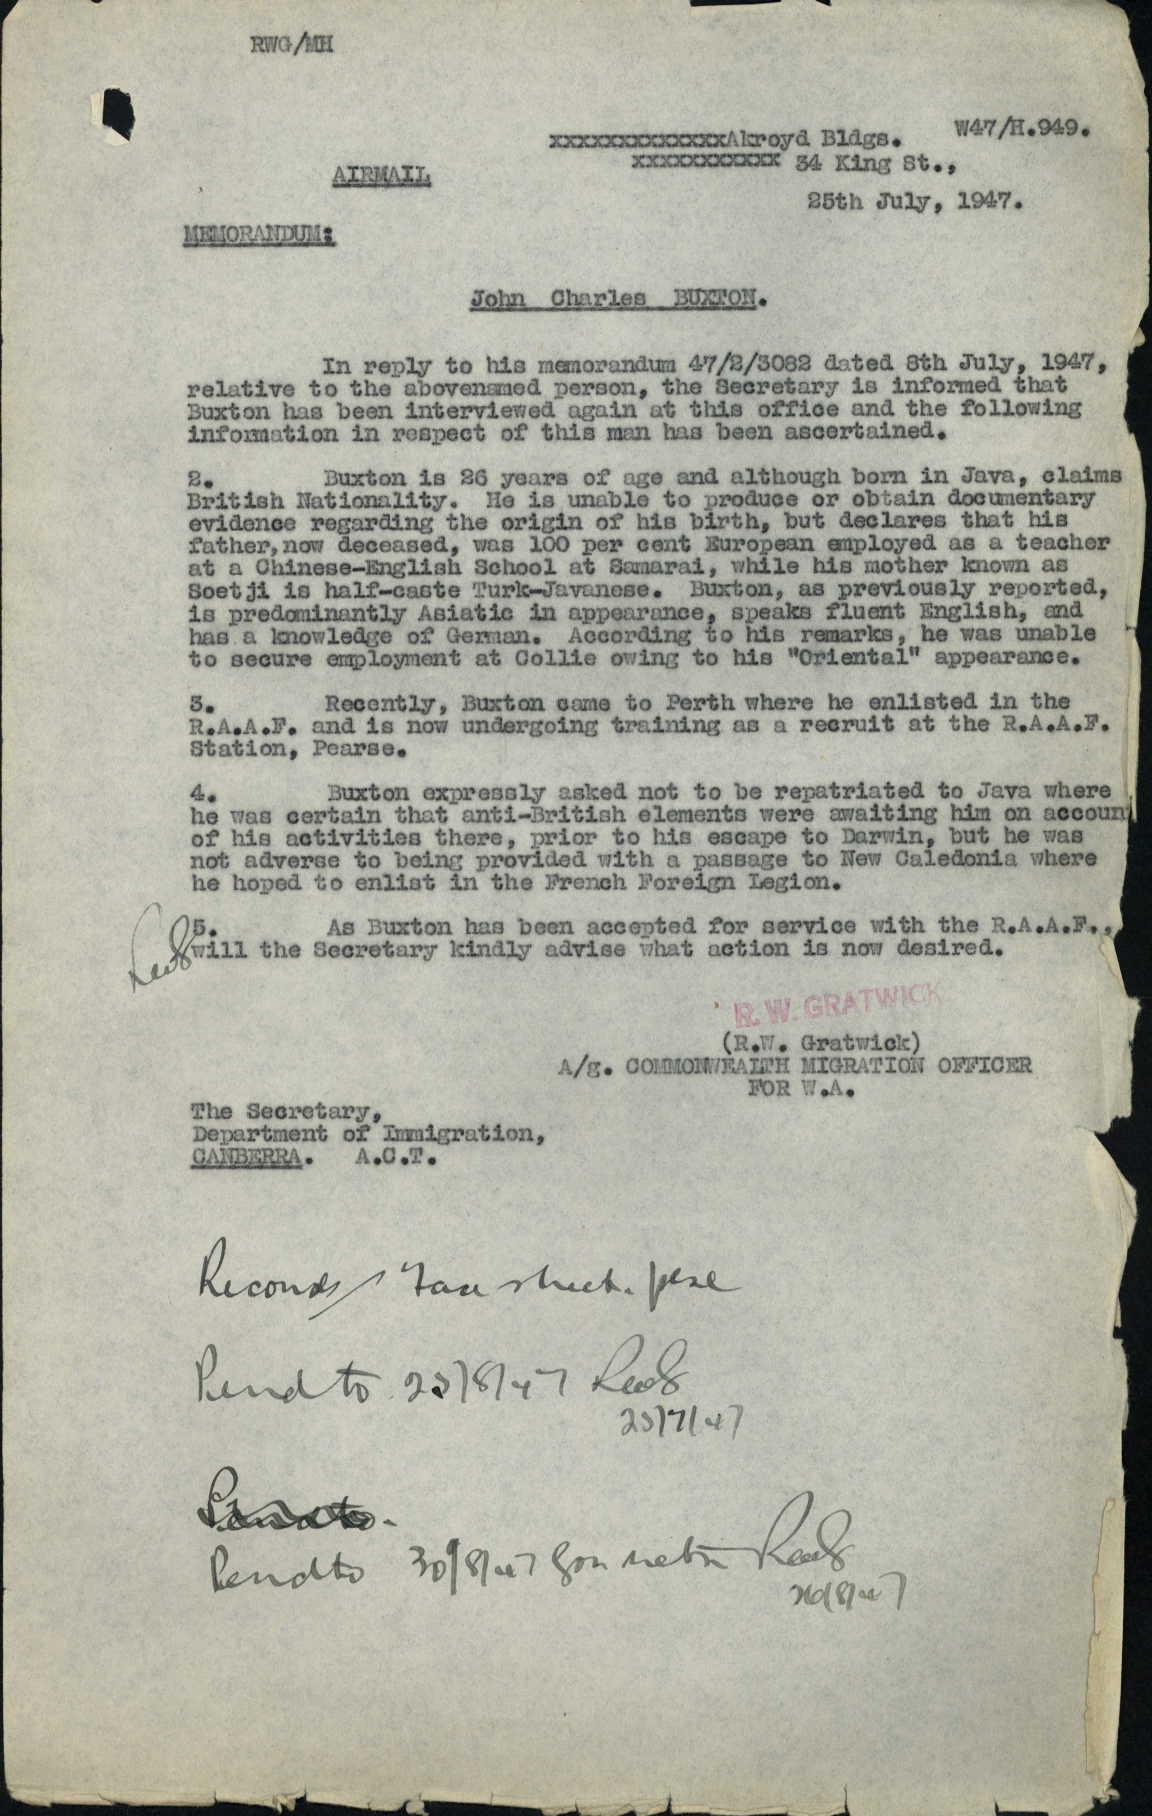 RWG/MH
W47/H.949.
xxxxxxxxxxxxxAkroyd Bldgs.
xxxxxxxxxxx 34 King St.,
AIRMAIL
25th July, 1947.
MEMORANDUM:
John Charles BUXTON.
In reply to his memorandum 47/2/3082 dated 8th July, 1947,
relative to the abovenamed person, the Secretary is informed that
Buxton has been interviewed again at this office and the following
information in respect of this man has been ascertained.
2. Buxton is 26 years of age and although born in Java, claims
British Nationality. He is unable to produce or obtain documentary
evidence regarding the origin of his birth, but declares that his
father,now deceased, was 100 per cent European employed as a teacher
at a Chinese-English School at Samarai, while his mother known as
Soetji is half-caste Turk-Javanese. Buxton, as previously reported,
is predominantly Asiatic in appearance, speaks fluent English, and
has a knowledge of German. According to his remarks, he was unable
to secure employment at Collie owing to his "Oriental" appearance.
3. Recently, Buxton came to Perth where he enlisted in the
R.A.A.F. and is now undergoing training as a recruit at the R.A.A.F.
Station, Pearse.
4. Buxton expressly asked not to be repatriated to Java where
he was certain that anti-British elements were awaiting him on accoun
of his activities there, prior to his escape to Darwin, but he was
not adverse to being provided with a passage to New Caledonia where
he hoped to enlist in the French Foreign Legion.
5. As Buxton has been accepted for service with the R.A.A.F.,
will the Secretary kindly advise what action is now desired.
R. W. GRATWICK
(R.W. Gratwick)
A/g. COMMONWEALTH MIGRATION OFFICER
FOR W.A.
The Secretary,
Department of Immigration,
CANBERRA. A.C.T.
Records / Face sheet. please
Pend to 25/8/47
25/7/47
Pend to
Pend to 30/8/47
26/8/47